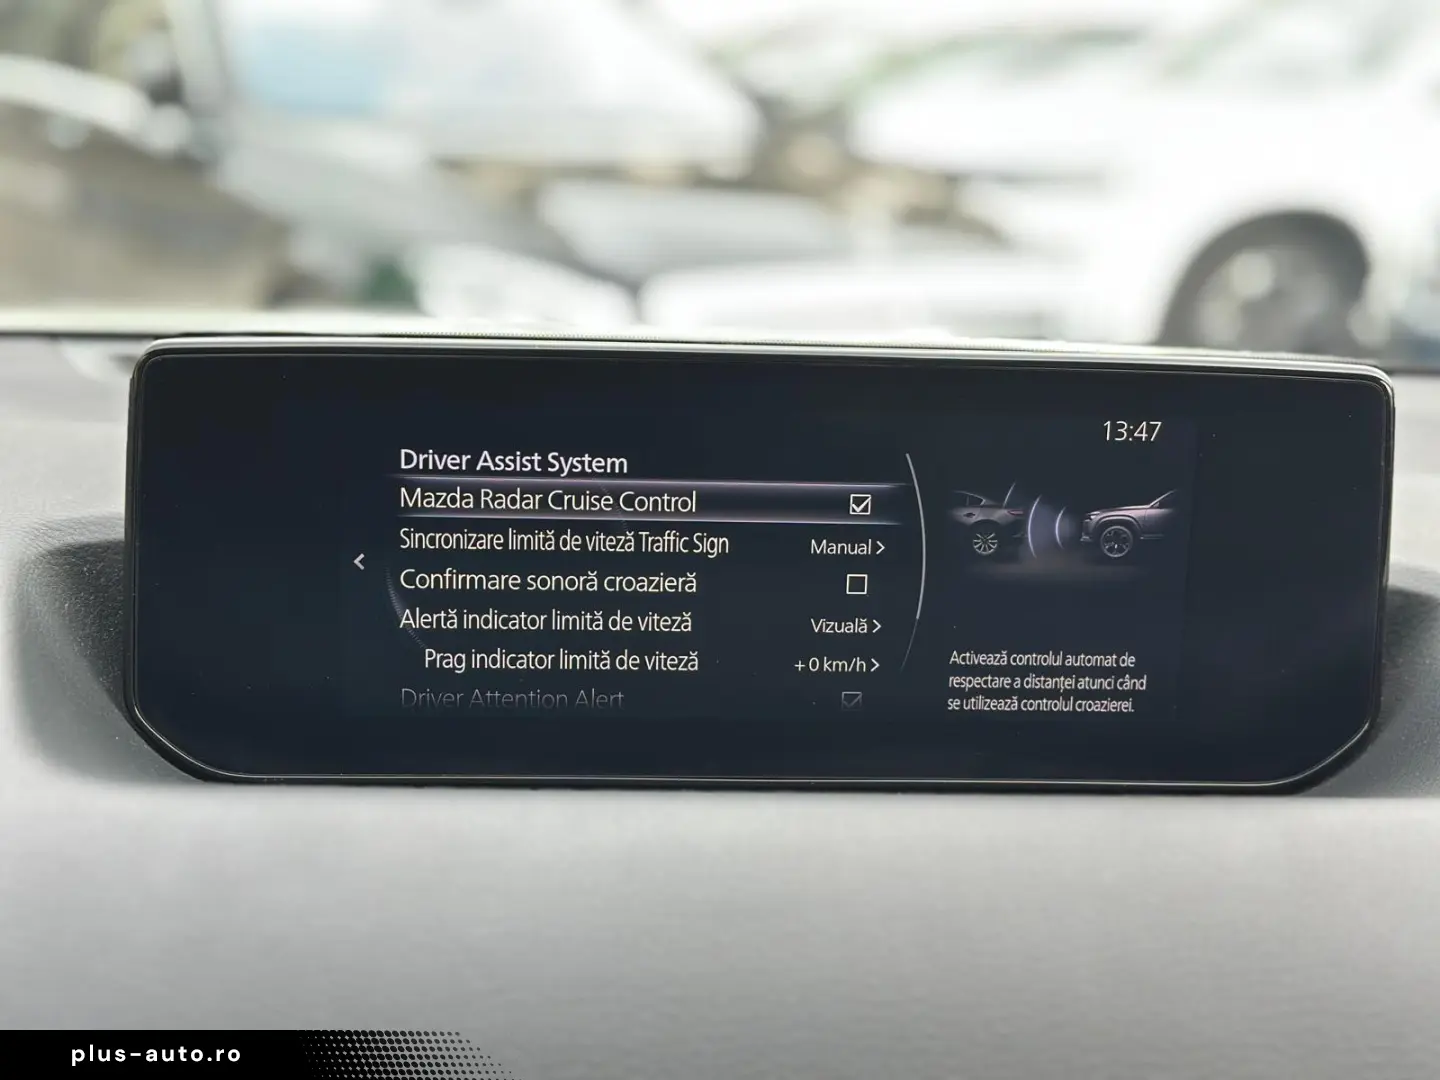 13:47
Driver Assist System
Mazda Radar Cruise Control
Sincronizare limită de viteză Traffic Sign Manual >
Confirmare sonoră croazieră
Alertă indicator limită de viteză Vizuală >
Prag indicator limită de viteză +0 km/h >
Driver Attention Alert
<
Activează controlul automat de
respectare a distanței atunci când
se utilizează controlul croazierei.
plus-auto.ro